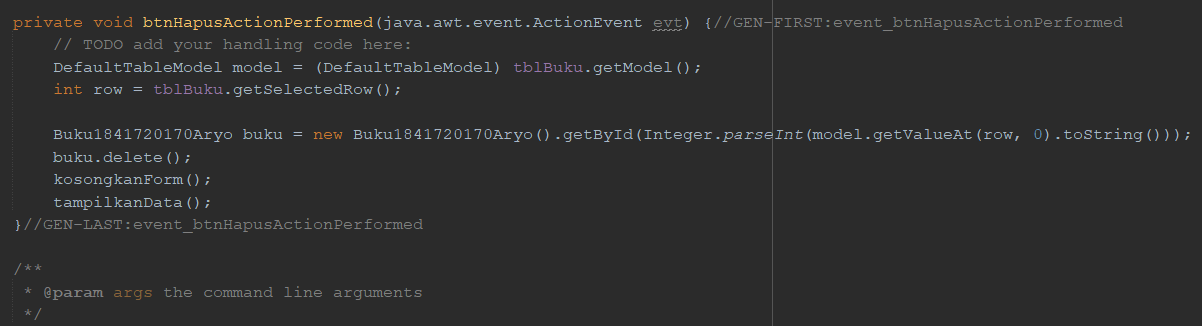 private void btnHapusActionPerformed(java.awt.event.ActionEvent evt) {//GEN-FIRST:event_btnHapusActionPerformed
    // TODO add your handling code here:
    DefaultTableModel model = (DefaultTableModel) tblBuku.getModel();
    int row = tblBuku.getSelectedRow();

    Buku1841720170Aryo buku = new Buku1841720170Aryo().getById(Integer.parseInt(model.getValueAt(row, 0).toString()));
    buku.delete();
    kosongkanForm();
    tampilkanData();
}//GEN-LAST:event_btnHapusActionPerformed

/**
 * @param args the command line arguments
 */